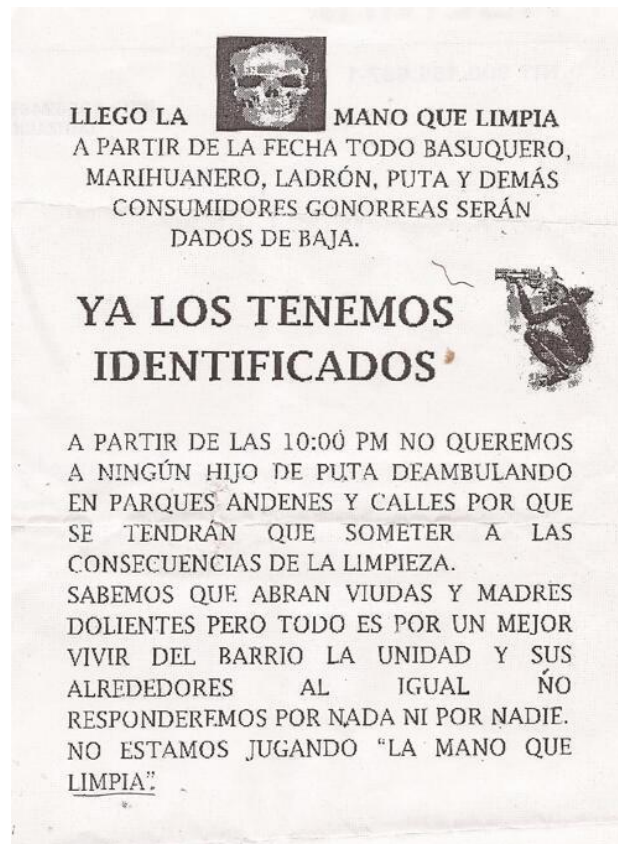 LLEGO LA MANO QUE LIMPIA
A PARTIR DE LA FECHA TODO BASUQUERO,
MARIHUANERO, LADRÓN, PUTA Y DEMÁS
CONSUMIDORES GONORREAS SERÁN
DADOS DE BAJA.
YA LOS TENEMOS
IDENTIFICADOS
A PARTIR DE LAS 10:00 PM NO QUEREMOS
A NINGÚN HIJO DE PUTA DEAMBULANDO
EN PARQUES ANDENES Y CALLES POR QUE
SE TENDRÁN QUE SOMETER A LAS
CONSECUENCIAS DE LA LIMPIEZA.
SABEMOS QUE ABRAN VIUDAS Y MADRES
DOLIENTES PERO TODO ES POR UN MEJOR
VIVIR DEL BARRIO LA UNIDAD Y SUS
ALREDEDORES AL IGUAL NO
RESPONDEREMOS POR NADA NI POR NADIE.
NO ESTAMOS JUGANDO “LA MANO QUE
LIMPIA”.